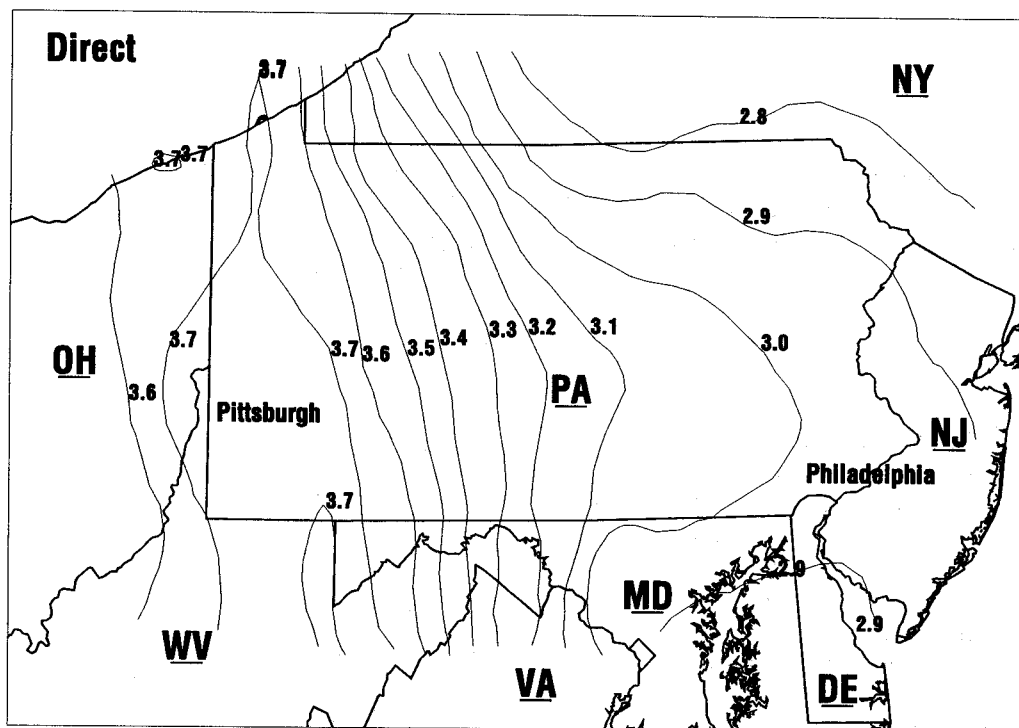 Direct
3.7
NY
2.8
3.7 3.7
2.9
3.7 3.7 3.6 3.5 3.4 3.3 3.2 3.1 3.0
OH
3.6
PA
Pittsburgh
NJ
Philadelphia
3.7
2.9
MD
2.9
WV
VA
DE